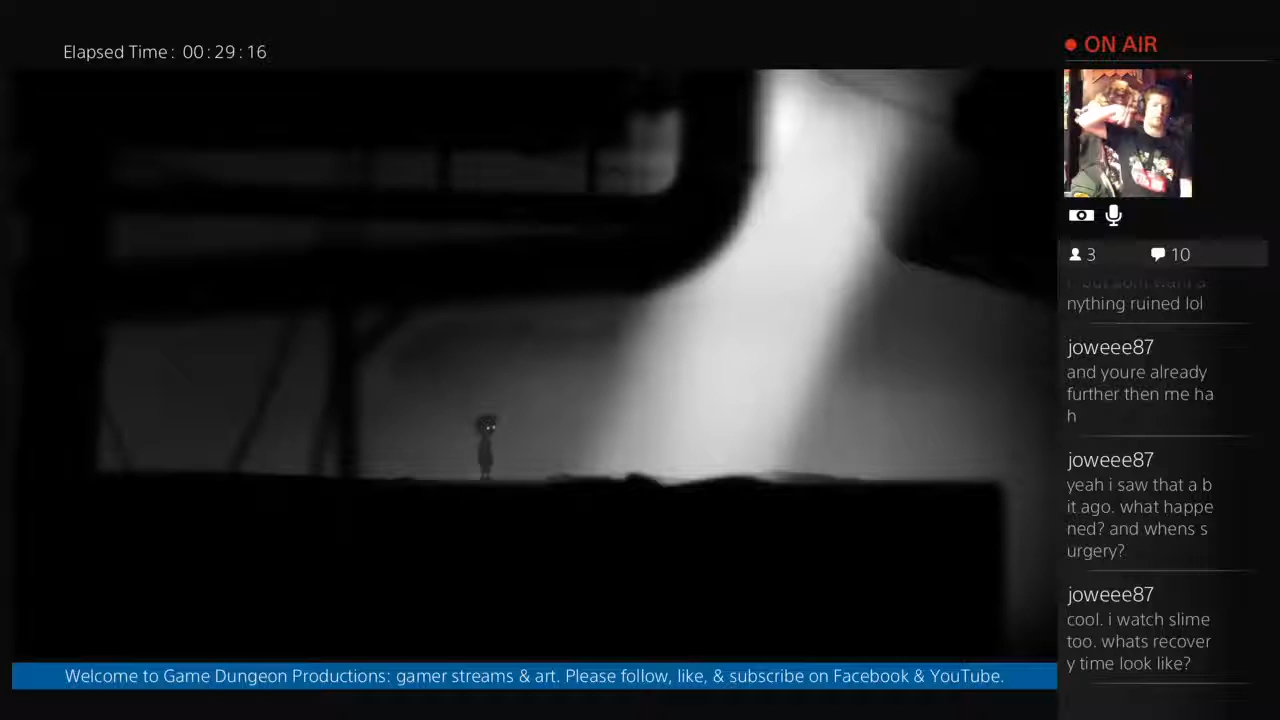 Elapsed Time: 00:29:16
ON AIR
3
10
nything ruined lol
joweee87
and youre already
further then me ha
h
joweee87
yeah i saw that a b
it ago. what happe
ned? and whens s
urgery?
joweee87
cool. i watch slime
too. whats recover
y time look like?
Welcome to Game Dungeon Productions: gamer streams & art. Please follow, like, & subscribe on Facebook & YouTube.